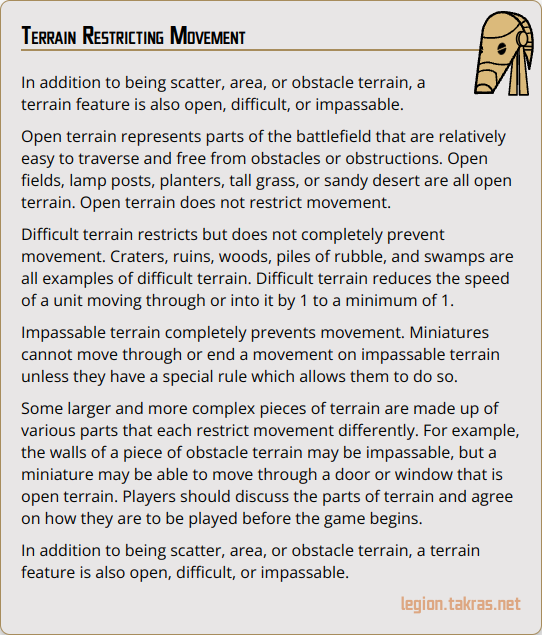 Terrain Restricting Movement
In addition to being scatter, area, or obstacle terrain, a
terrain feature is also open, difficult, or impassable.
Open terrain represents parts of the battlefield that are relatively
easy to traverse and free from obstacles or obstructions. Open
fields, lamp posts, planters, tall grass, or sandy desert are all open
terrain. Open terrain does not restrict movement.
Difficult terrain restricts but does not completely prevent
movement. Craters, ruins, woods, piles of rubble, and swamps are
all examples of difficult terrain. Difficult terrain reduces the speed
of a unit moving through or into it by 1 to a minimum of 1.
Impassable terrain completely prevents movement. Miniatures
cannot move through or end a movement on impassable terrain
unless they have a special rule which allows them to do so.
Some larger and more complex pieces of terrain are made up of
various parts that each restrict movement differently. For example,
the walls of a piece of obstacle terrain may be impassable, but a
miniature may be able to move through a door or window that is
open terrain. Players should discuss the parts of terrain and agree
on how they are to be played before the game begins.
In addition to being scatter, area, or obstacle terrain, a terrain
feature is also open, difficult, or impassable.
legion.takras.net